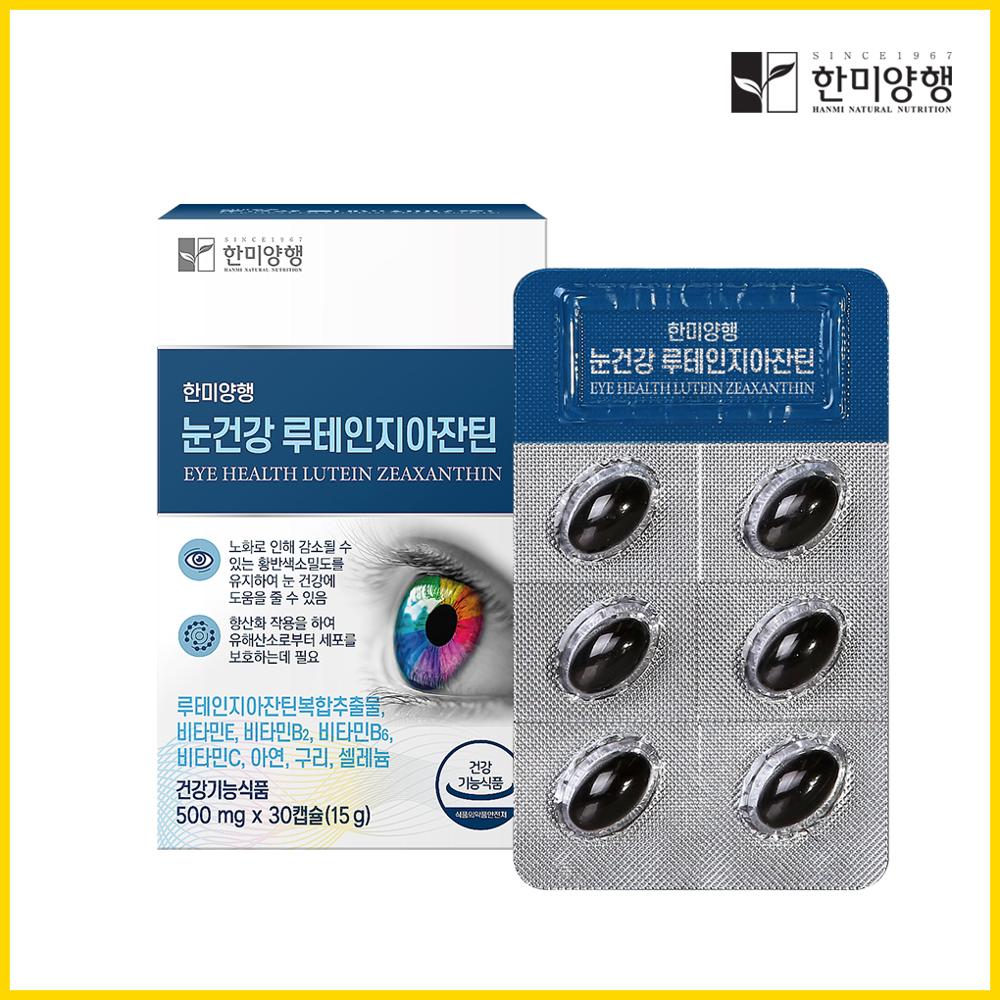 SINCE1967
한미양행
HANMI NATURAL NUTRITION
SINCE1967
한미양행
HANMI NATURAL NUTRITION
한미양행
눈건강 루테인지아잔틴
EYE HEALTH LUTEIN ZEAXANTHIN
노화로 인해 감소될 수
있는 황반색소밀도를
유지하여 눈 건강에
도움을 줄 수 있음
항산화 작용을 하여
유해산소로부터 세포를
보호하는데 필요
루테인지아잔틴복합추출물,
비타민E, 비타민B2, 비타민B6,
비타민C, 아연, 구리, 셀레늄
건강기능식품
500 mg x 30캡슐(15 g)
건강
기능식품
식품의약품안전처
한미양행
눈건강 루테인지아잔틴
EYE HEALTH LUTEIN ZEAXANTHIN